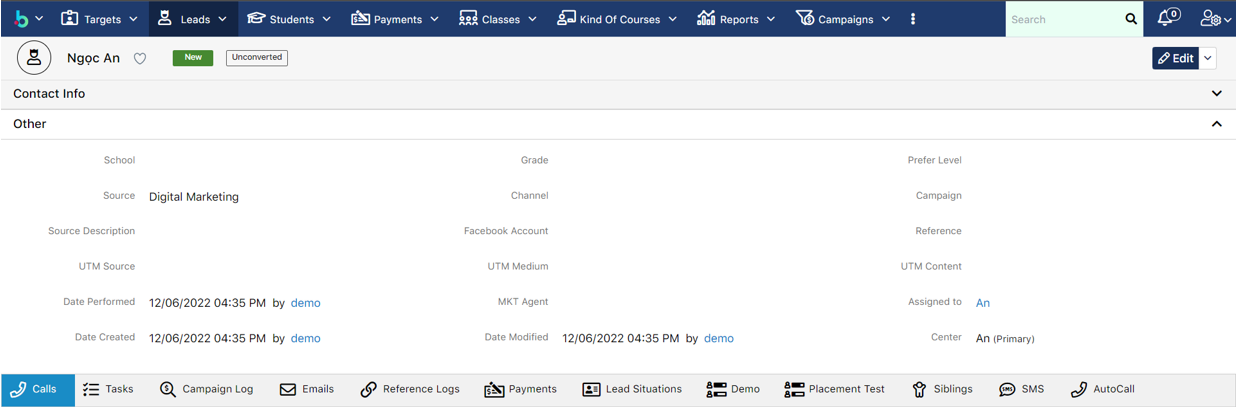 Targets Leads Students Payments Classes Kind Of Courses Reports Campaigns Search 0
Ngọc An New Unconverted Edit
Contact Info
Other
School Grade Prefer Level
Source Digital Marketing Channel Campaign
Source Description Facebook Account Reference
UTM Source UTM Medium UTM Content
Date Performed 12/06/2022 04:35 PM by demo MKT Agent Assigned to An
Date Created 12/06/2022 04:35 PM by demo Date Modified 12/06/2022 04:35 PM by demo Center An (Primary)
Calls Tasks Campaign Log Emails Reference Logs Payments Lead Situations Demo Placement Test Siblings SMS SMS AutoCall